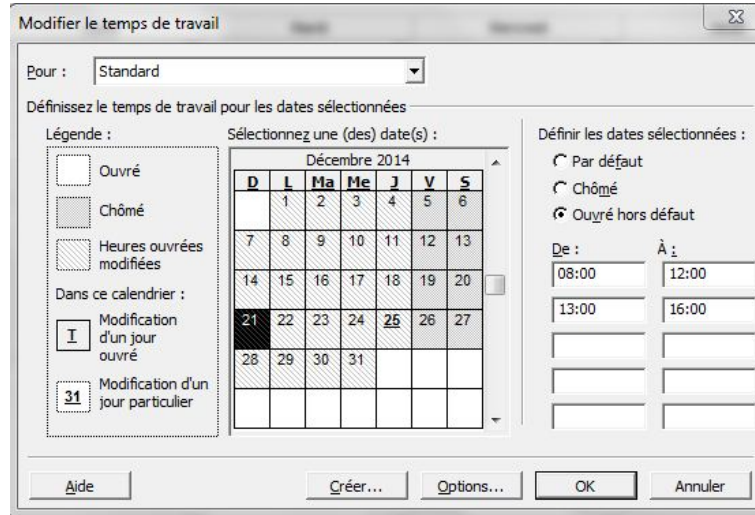 Modifier le temps de travail
Pour : Standard
Définissez le temps de travail pour les dates sélectionnées
Légende :
Ouvré
Chômé
Heures ouvrées
modifiées
Dans ce calendrier :
T Modification
d'un jour
ouvré
31 Modification d'un
jour particulier
Sélectionnez une (des) date(s) :
Décembre 2014
D L Ma Me J V S
1 2 3 4 5 6
7 8 9 10 11 12 13
14 15 16 17 18 19 20
21 22 23 24 25 26 27
28 29 30 31
Définir les dates sélectionnées :
Par défaut
Chômé
Ouvré hors défaut
De : À :
08:00 12:00
13:00 16:00
Aide Créer... Options... OK Annuler